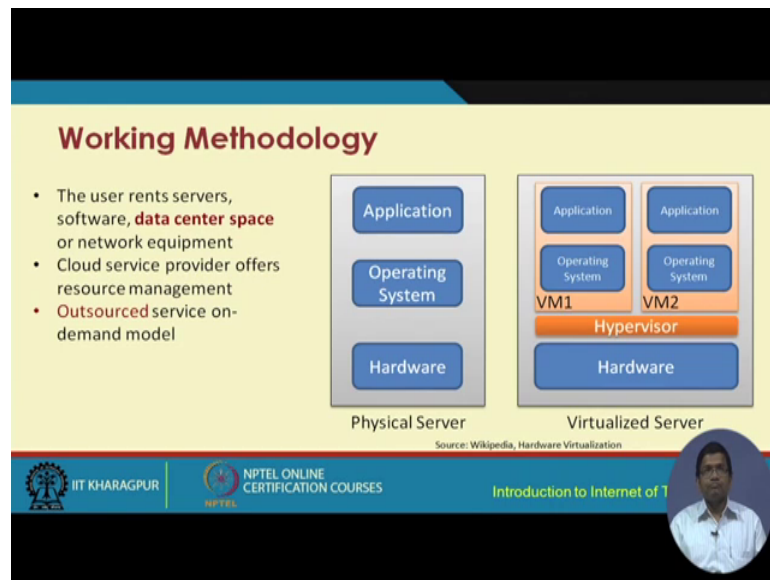 Working Methodology
• The user rents servers,
software, data center space
or network equipment
• Cloud service provider offers
resource management
• Outsourced service on-
demand model
Application
Operating
System
Hardware
Physical Server
Application
Operating
System
VM1
Application
Operating
System
VM2
Hypervisor
Hardware
Virtualized Server
Source: Wikipedia, Hardware Virtualization
IIT KHARAGPUR
NPTEL
NPTEL ONLINE
CERTIFICATION COURSES
Introduction to Internet of T